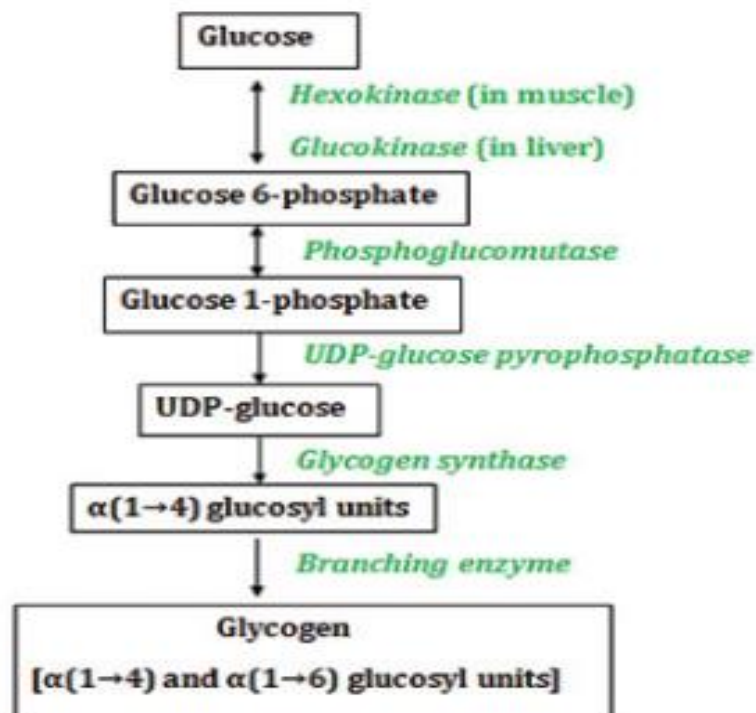 Glucose
Hexokinase (in muscle)
Glucokinase (in liver)
Glucose 6-phosphate
Phosphoglucomutase
Glucose 1-phosphate
UDP-glucose pyrophosphatase
UDP-glucose
Glycogen synthase
α(1→4) glucosyl units
Branching enzyme
Glycogen
[α(1→4) and α(1→6) glucosyl units]